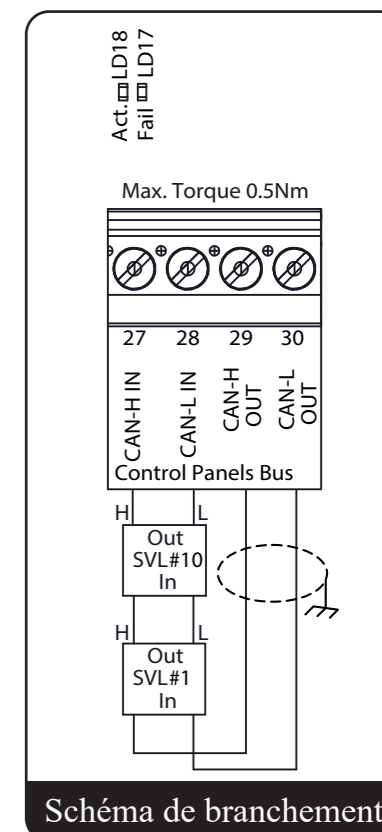 Act. LD18
Fail LD17
Max. Torque 0.5Nm
27 28 29 30
CAN-H IN
CAN-L IN
CAN-H
OUT
CAN-L
OUT
Control Panels Bus
H L
Out
SVL#10
In
H L
Out
SVL#1
In
Schéma de branchement